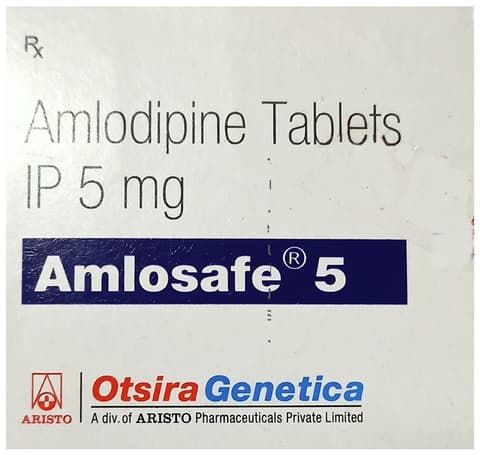 Rx
Amlodipine Tablets
IP 5 mg
Amlosafe® 5
ARISTO
Otsira Genetica
A div. of ARISTO Pharmaceuticals Private Limited